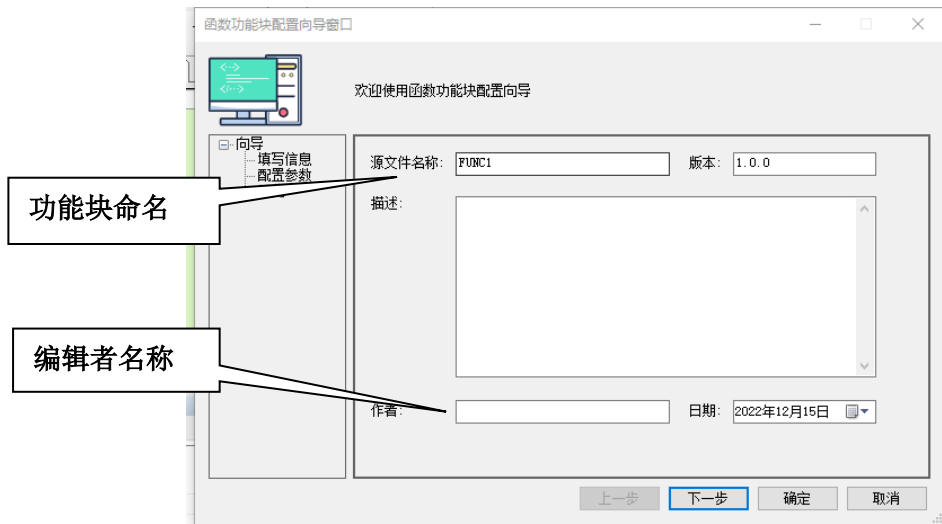 函数功能块配置向导窗口
欢迎使用函数功能块配置向导
向导
填写信息
配置参数
源文件名称: FUNC1 版本: 1.0.0
功能块命名
描述:
编辑者名称
作者: 日期: 2022年12月15日
上一步 下一步 确定 取消